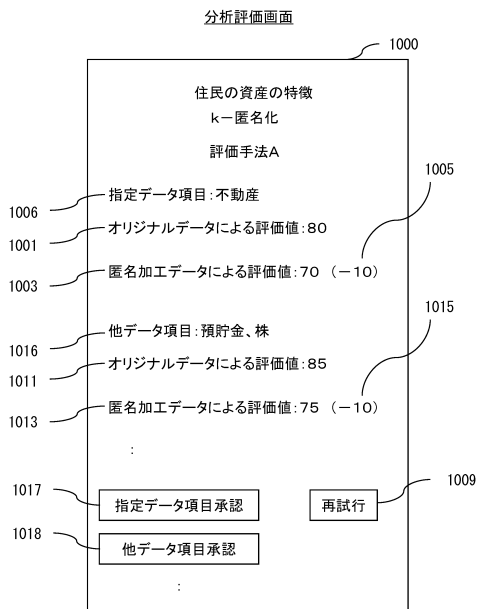 分析評価画面
1000
住民の資産の特徴
k－匿名化
評価手法A
1005
1006
指定データ項目：不動産
1001
オリジナルデータによる評価値：80
1003
匿名加工データによる評価値：70 （－10）
1015
1016
他データ項目：預貯金、株
1011
オリジナルデータによる評価値：85
1013
匿名加工データによる評価値：75 （－10）
：
1017
指定データ項目承認
再試行
1009
1018
他データ項目承認
：